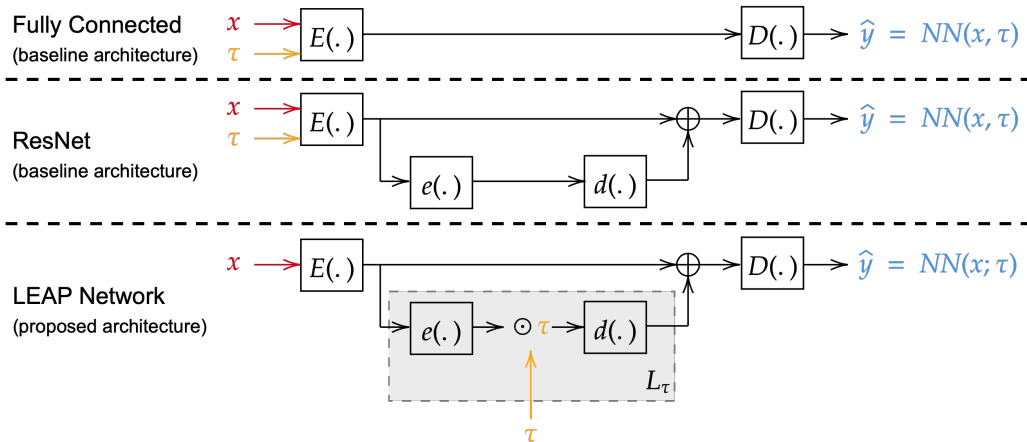 Fully Connected
(baseline architecture)
x
τ
E(.)
D(.)
ŷ = NN(x, τ)
ResNet
(baseline architecture)
x
τ
E(.)
⊕
D(.)
ŷ = NN(x, τ)
e(.)
d(.)
LEAP Network
(proposed architecture)
x
E(.)
⊕
D(.)
ŷ = NN(x; τ)
e(.)
⊙ τ
d(.)
L_τ
τ